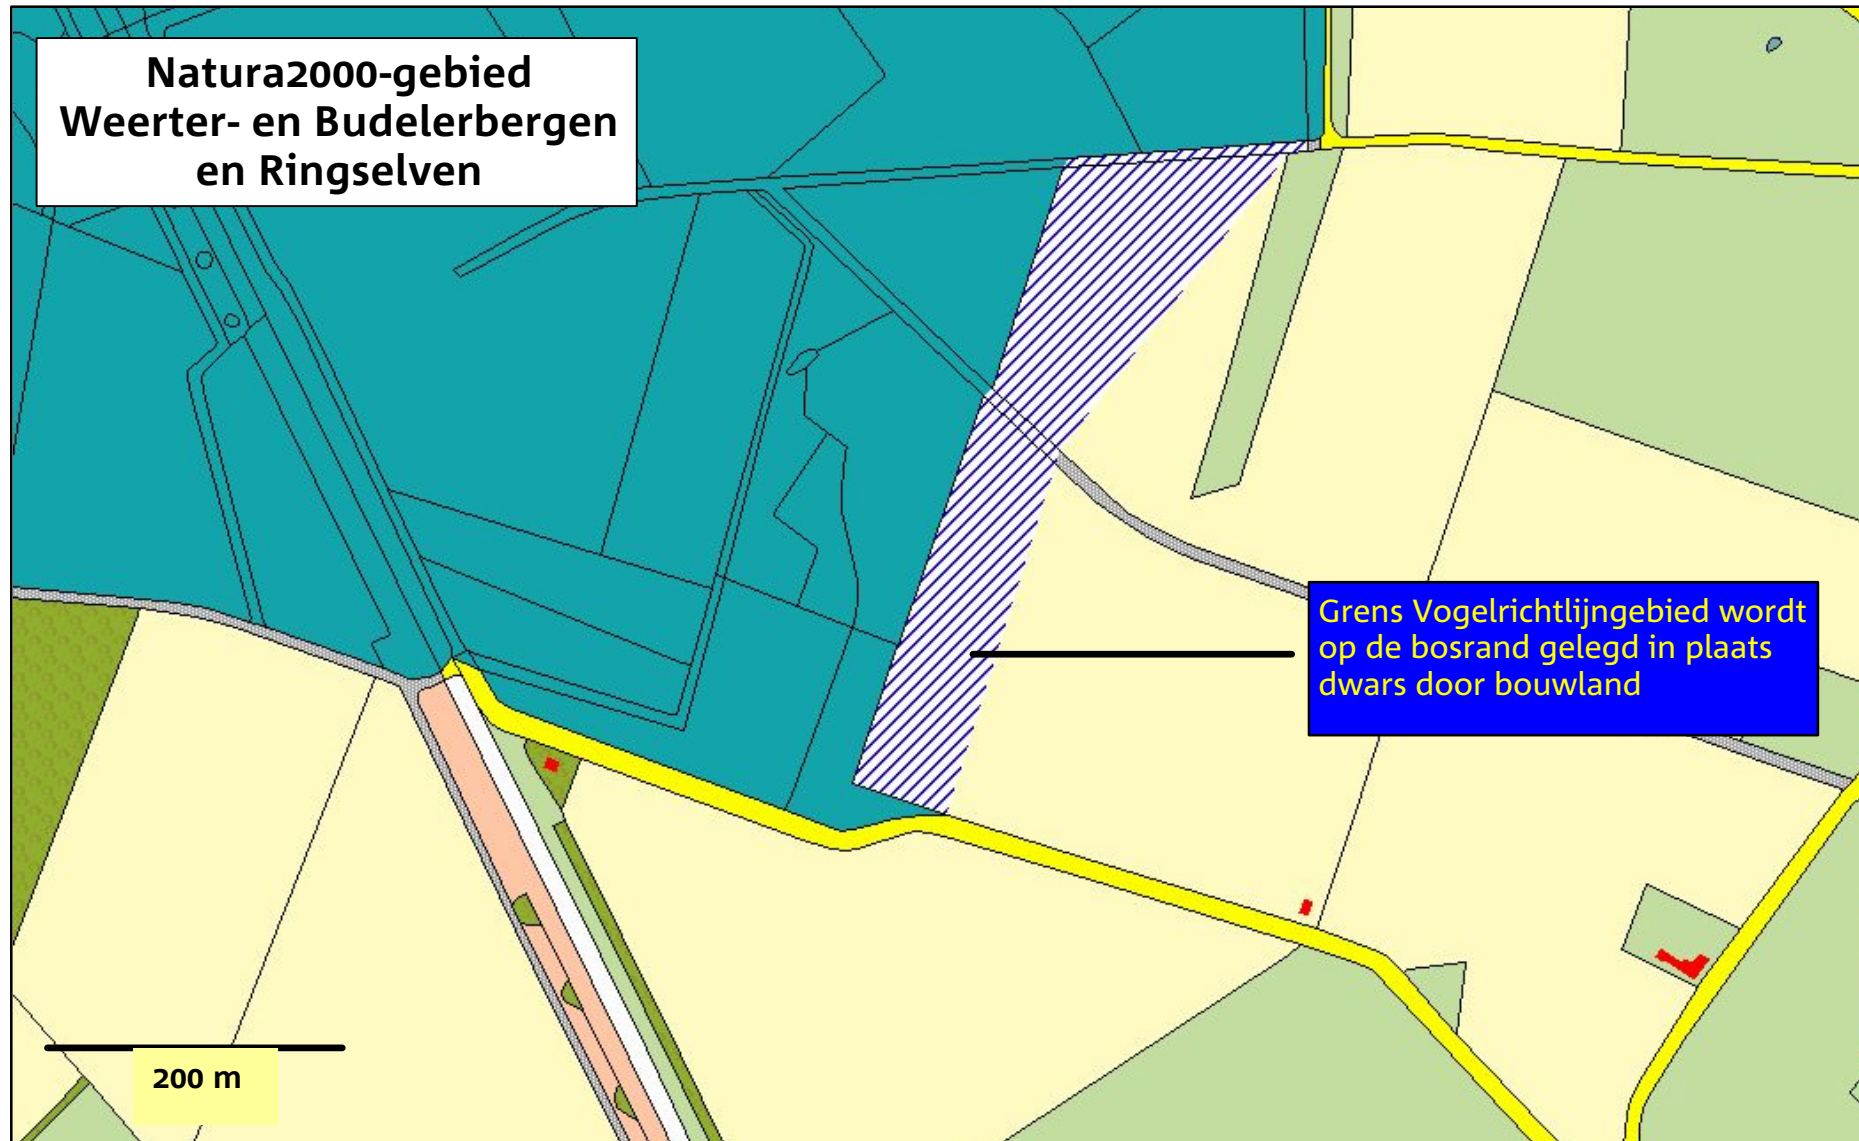 Natura2000-gebied
Weerter- en Budelerbergen
en Ringselven
Grens Vogelrichtlijngebied wordt
op de bosrand gelegd in plaats
dwars door bouwland
200 m